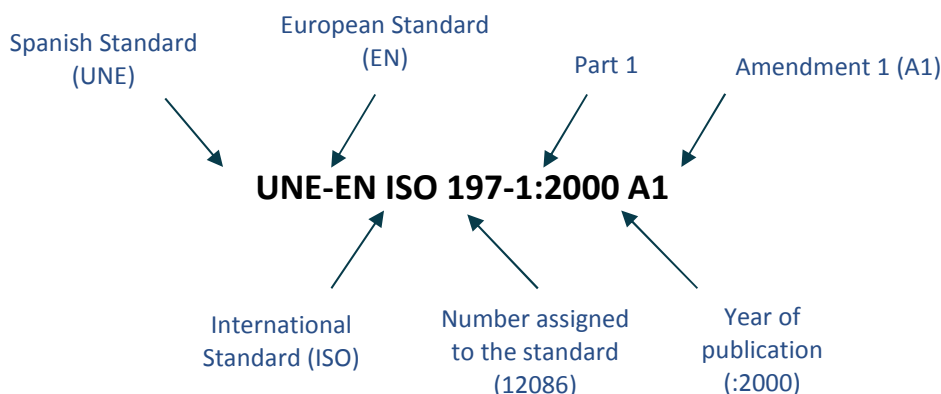 Spanish Standard
(UNE)
European Standard
(EN)
Part 1
Amendment 1 (A1)
UNE-EN ISO 197-1:2000 A1
International
Standard (ISO)
Number assigned
to the standard
(12086)
Year of
publication
(:2000)